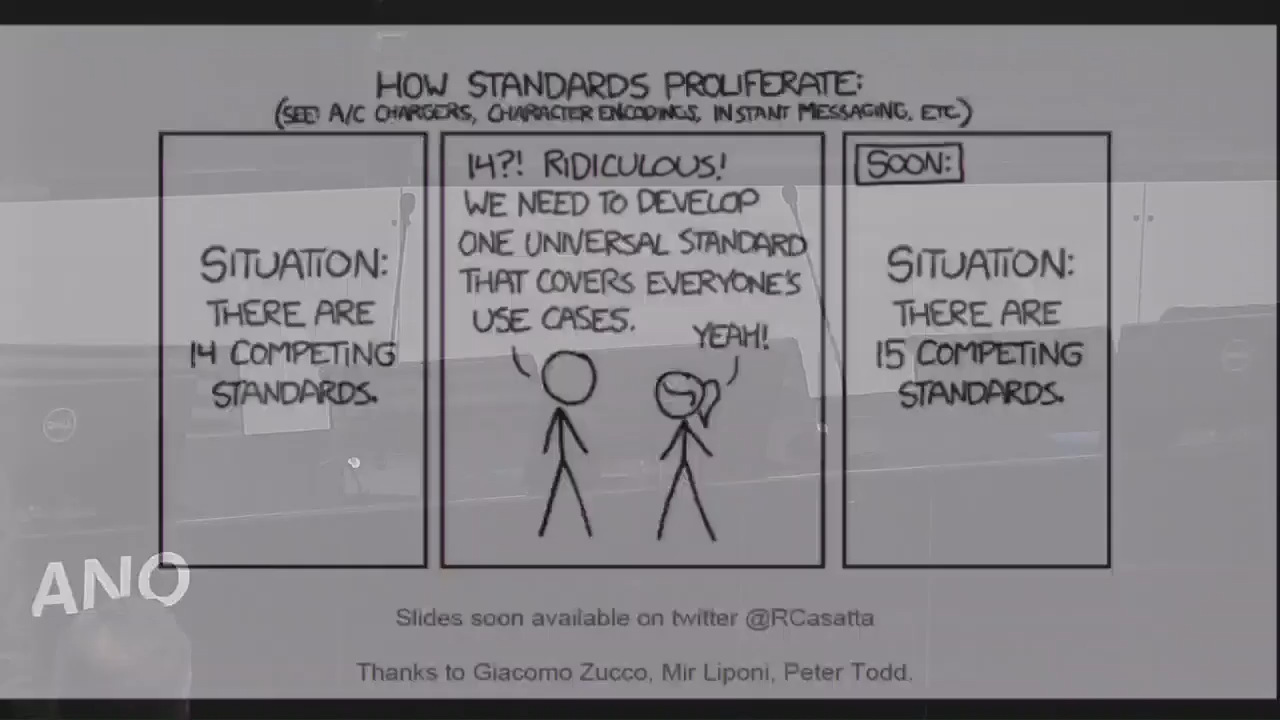 HOW STANDARDS PROLIFERATE:
(SEE: A/C CHARGERS, CHARACTER ENCODINGS, INSTANT MESSAGING, ETC.)
SITUATION:
THERE ARE
14 COMPETING
STANDARDS.
14?! RIDICULOUS!
WE NEED TO DEVELOP
ONE UNIVERSAL STANDARD
THAT COVERS EVERYONE'S
USE CASES.
YEAH!
SOON:
SITUATION:
THERE ARE
15 COMPETING
STANDARDS.
DELL
ANO
Slides soon available on twitter @RCasatta
Thanks to Giacomo Zucco, Mir Liponi, Peter Todd.